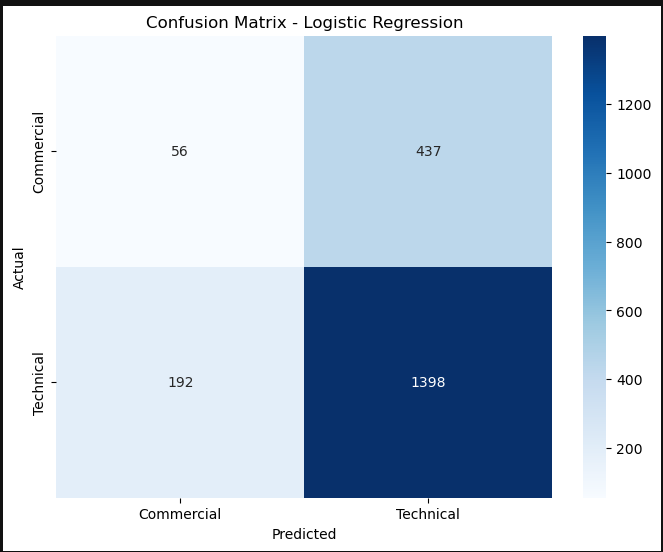 Confusion Matrix - Logistic Regression
Actual
Commercial
56
437
Technical
192
1398
Commercial
Technical
Predicted
1200
1000
800
600
400
200